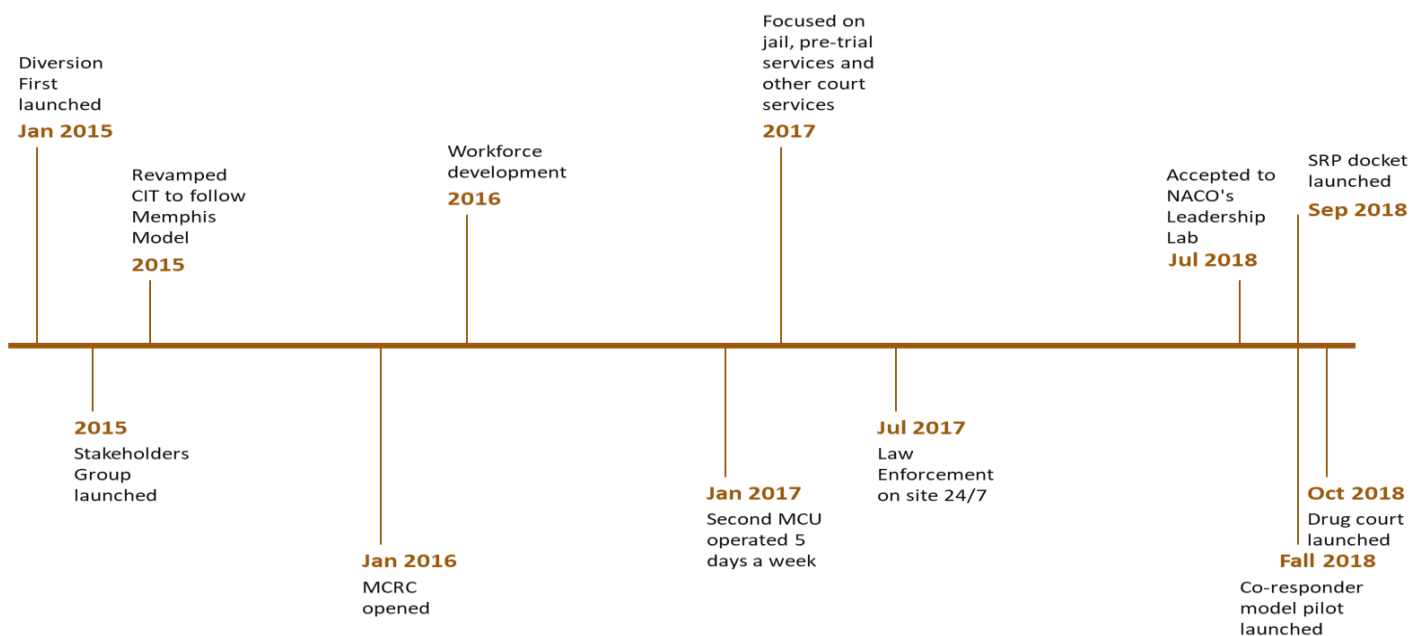 Diversion
First
launched
Jan 2015
2015
Stakeholders
Group
launched
Revamped
CIT to follow
Memphis
Model
2015
Jan 2016
MCRC
opened
Workforce
development
2016
Jan 2017
Second MCU
operated 5
days a week
Focused on
jail, pre-trial
services and
other court
services
2017
Jul 2017
Law
Enforcement
on site 24/7
Accepted to
NACO's
Leadership
Lab
Jul 2018
SRP docket
launched
Sep 2018
Oct 2018
Drug court
launched
Fall 2018
Co-responder
model pilot
launched